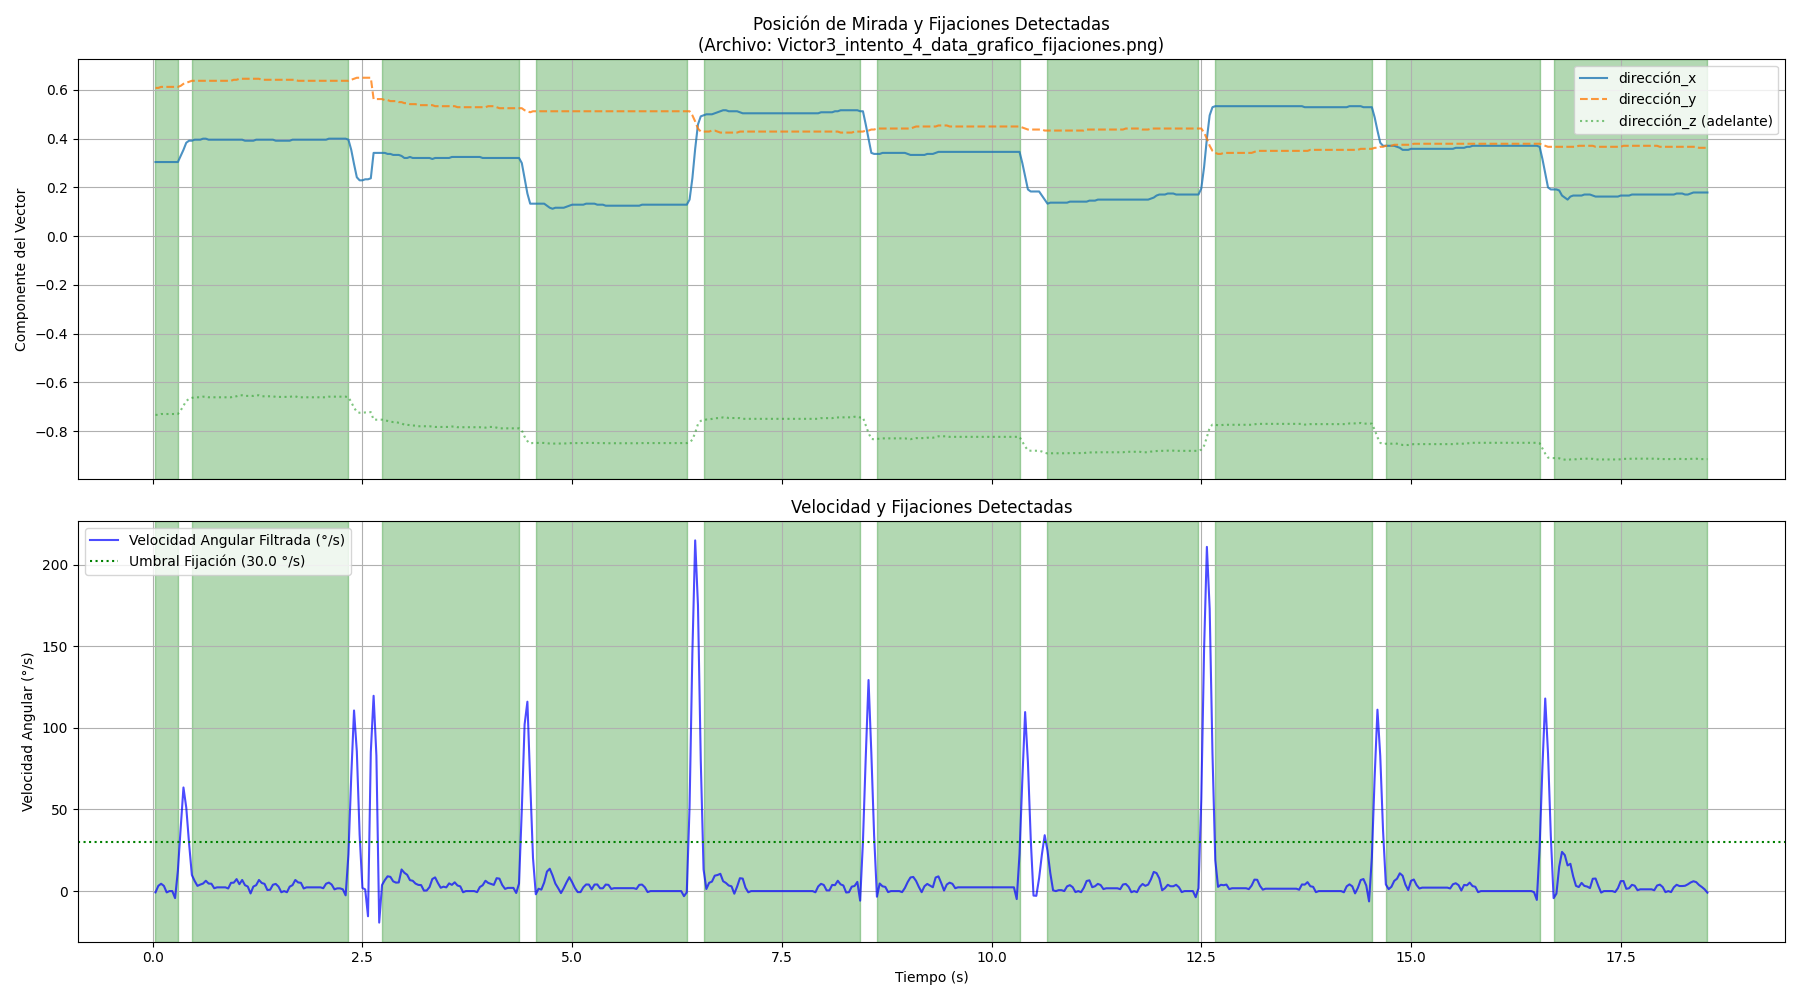 Posición de Mirada y Fijaciones Detectadas
(Archivo: Victor3_intento_4_data_grafico_fijaciones.png)
dirección_x
dirección_y
dirección_z (adelante)
Componente del Vector
0.6
0.4
0.2
0.0
−0.2
−0.4
−0.6
−0.8
Velocidad y Fijaciones Detectadas
Velocidad Angular Filtrada (°/s)
Umbral Fijación (30.0 °/s)
Velocidad Angular (°/s)
200
150
100
50
0
0.0 2.5 5.0 7.5 10.0 12.5 15.0 17.5
Tiempo (s)